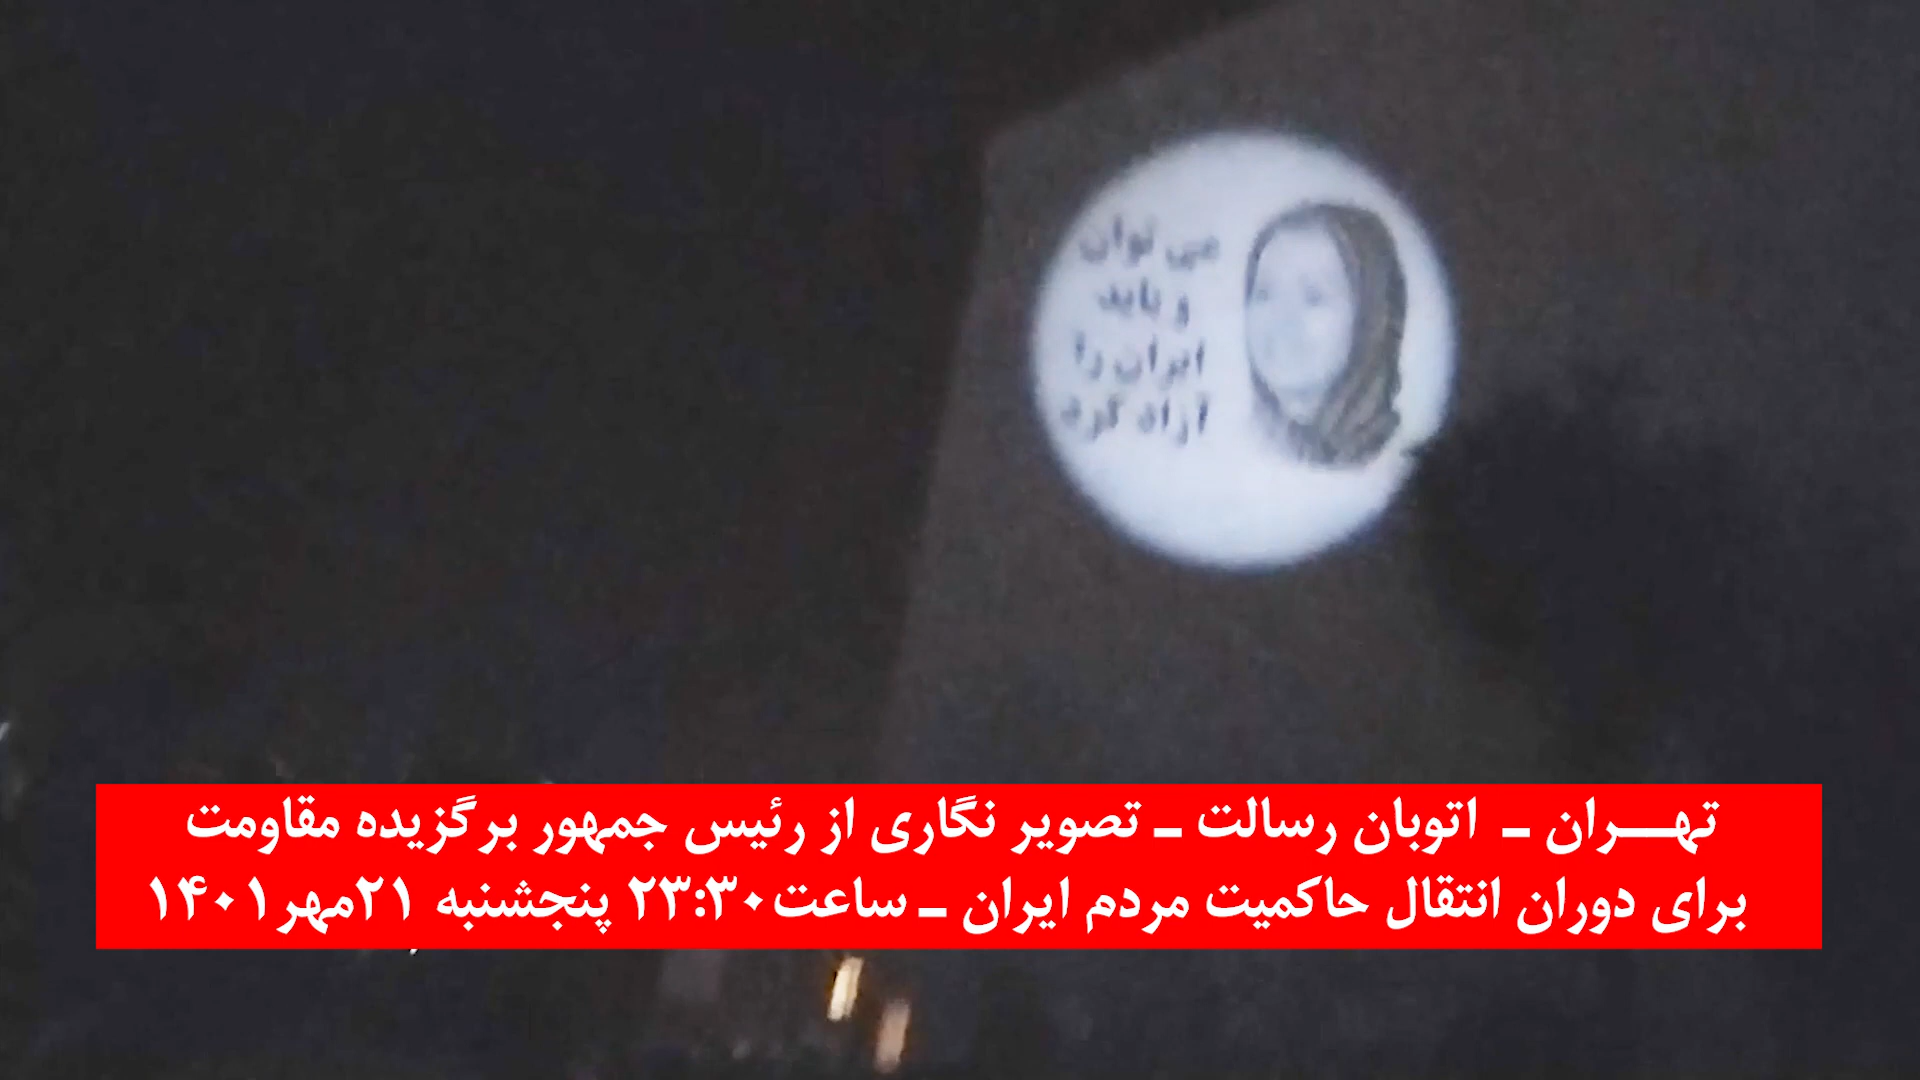 می توان
و باید
ایران را
آزاد کرد
تهـــران ـ اتوبان رسالت ـ تصویر نگاری از رئیس جمهور برگزیده مقاومت
برای دوران انتقال حاکمیت مردم ایران ـ ساعت۲۳:۳۰ پنجشنبه ۲۱مهر۱۴۰۱